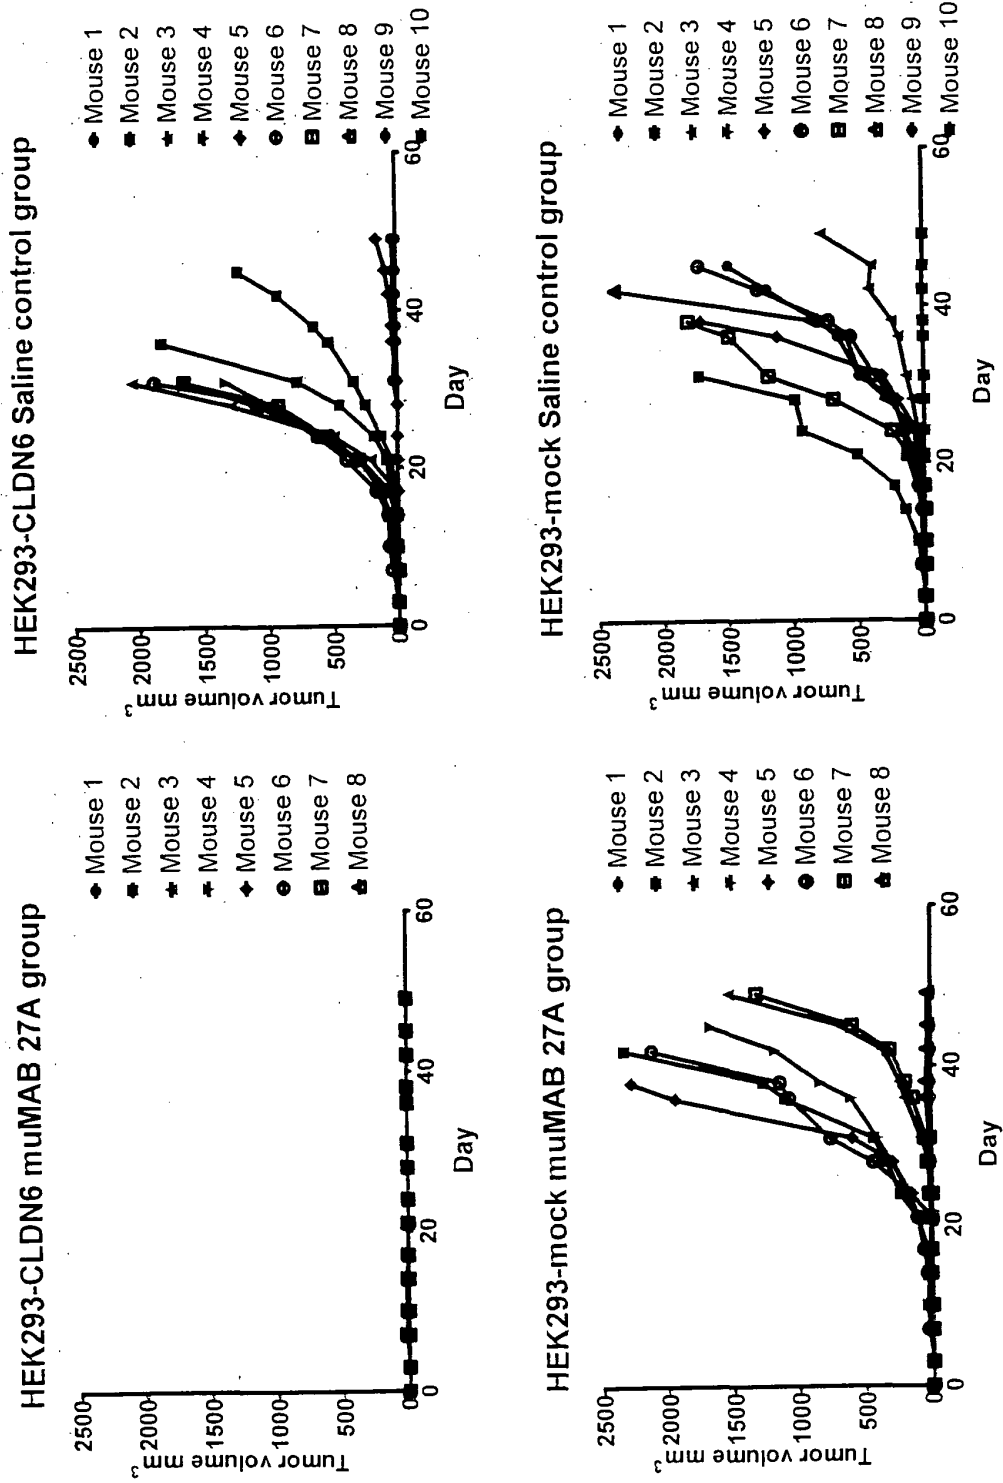 HEK293-CLDN6 muMAB 27A group
2500
2000
1500
1000
500
0
Tumor volume mm3
0
20
40
60
Day
Mouse 1
Mouse 2
Mouse 3
Mouse 4
Mouse 5
Mouse 6
Mouse 7
Mouse 8
HEK293-CLDN6 Saline control group
2500
2000
1500
1000
500
0
Tumor volume mm3
0
20
40
60
Day
Mouse 1
Mouse 2
Mouse 3
Mouse 4
Mouse 5
Mouse 6
Mouse 7
Mouse 8
Mouse 9
Mouse 10
HEK293-mock muMAB 27A group
2500
2000
1500
1000
500
0
Tumor volume mm3
0
20
40
60
Day
Mouse 1
Mouse 2
Mouse 3
Mouse 4
Mouse 5
Mouse 6
Mouse 7
Mouse 8
HEK293-mock Saline control group
2500
2000
1500
1000
500
0
Tumor volume mm3
0
20
40
60
Day
Mouse 1
Mouse 2
Mouse 3
Mouse 4
Mouse 5
Mouse 6
Mouse 7
Mouse 8
Mouse 9
Mouse 10